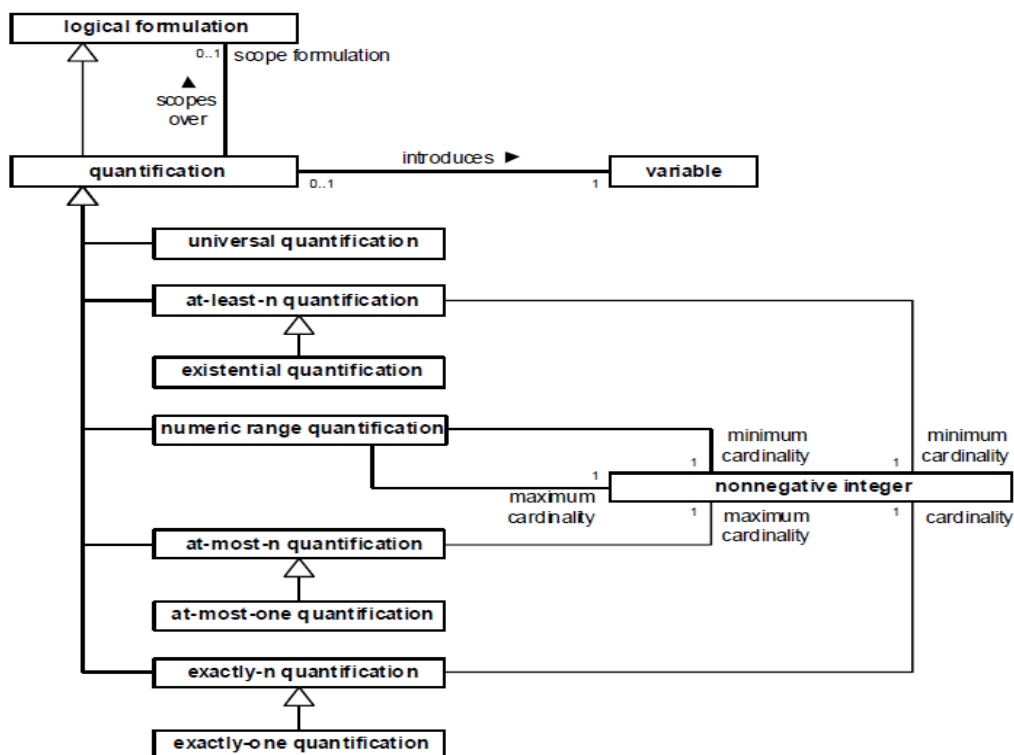 logical formulation
0..1
scope formulation
▲
scopes
over
quantification
introduces ►
0..1
1
variable
universal quantification
at-least-n quantification
existential quantification
numeric range quantification
minimum
cardinality
1
minimum
cardinality
1
1
nonnegative integer
maximum
cardinality
1
maximum
cardinality
1
cardinality
at-most-n quantification
at-most-one quantification
exactly-n quantification
exactly-one quantification